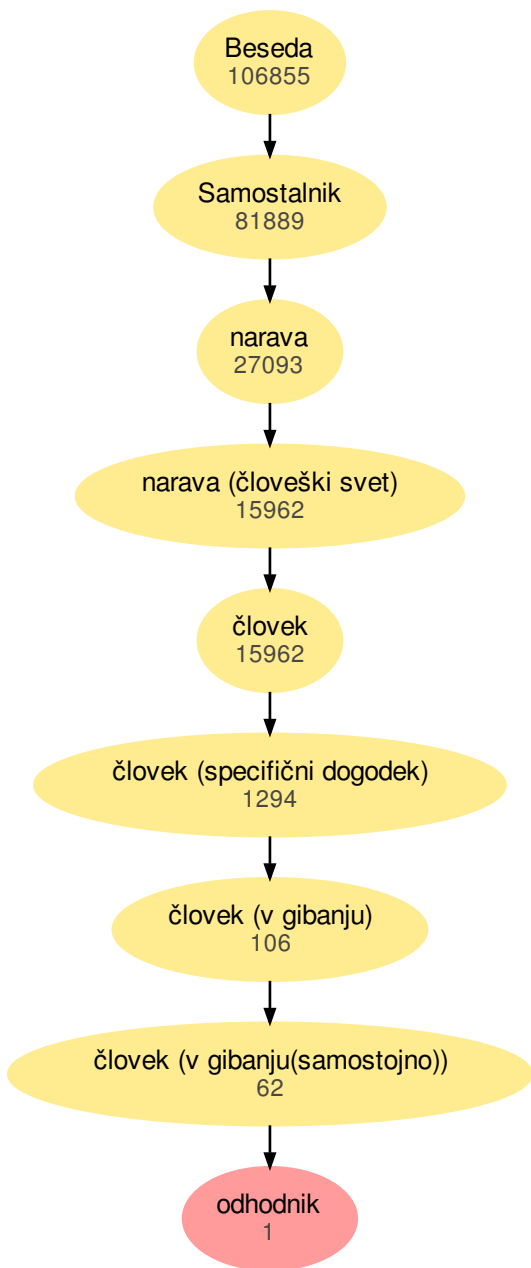 Beseda
106855
Samostalnik
81889
narava
27093
narava (človeški svet)
15962
človek
15962
človek (specifični dogodek)
1294
človek (v gibanju)
106
človek (v gibanju(samostojno))
62
odhodnik
1